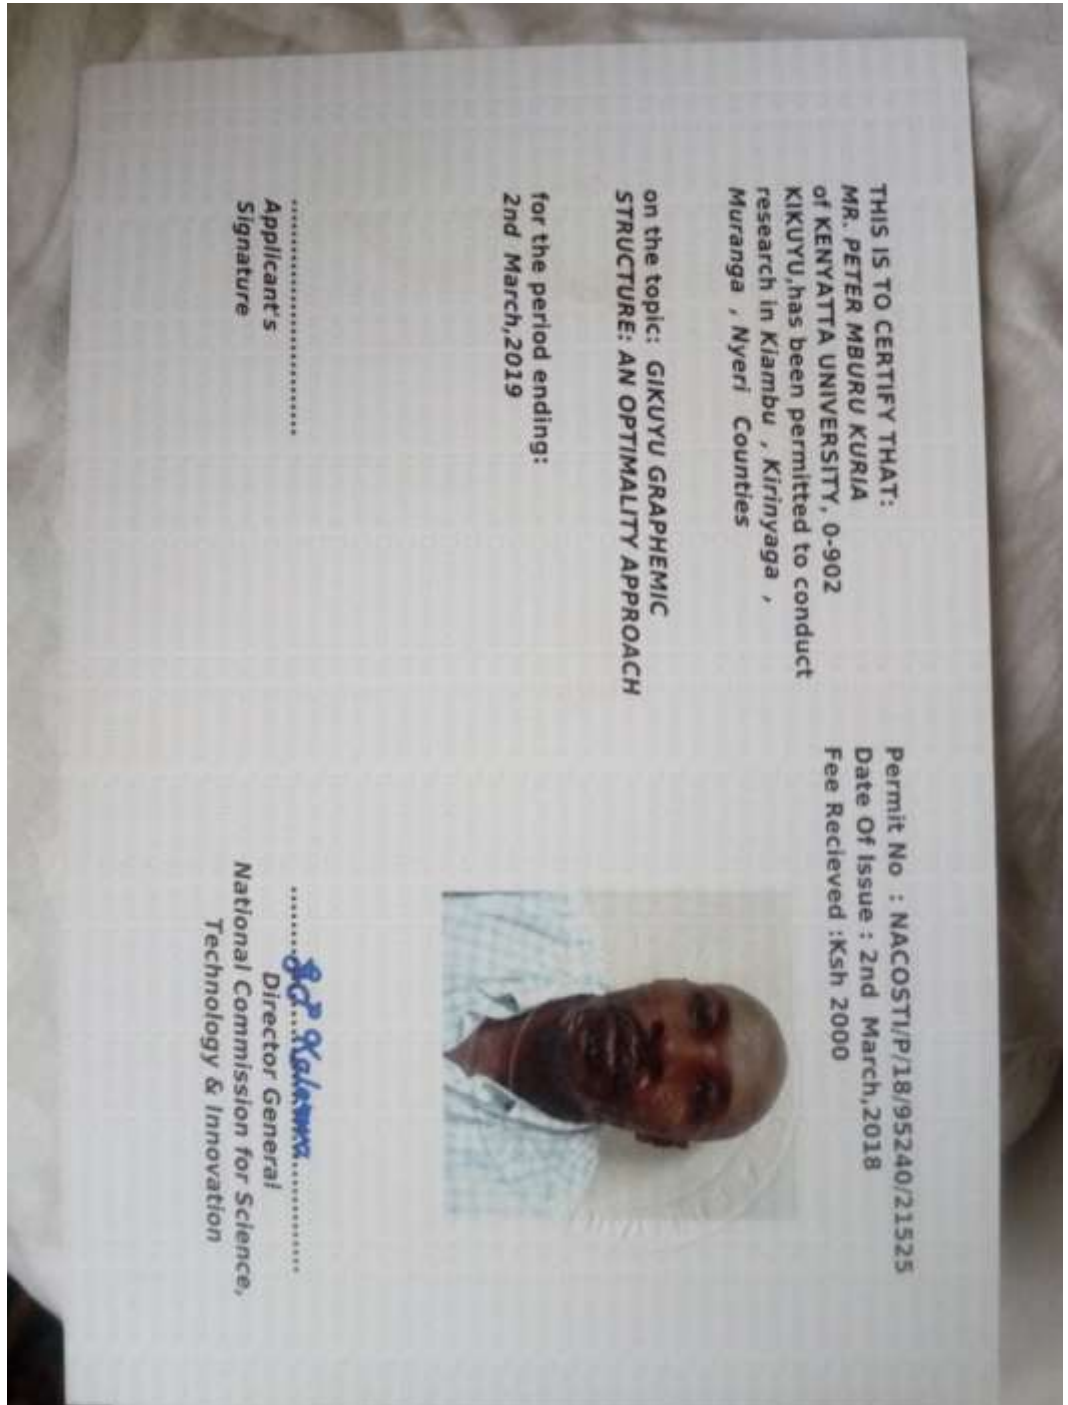 THIS IS TO CERTIFY THAT:
MR. PETER MBURU KURIA
of KENYATTA UNIVERSITY, 0-902
KIKUYU,has been permitted to conduct
research in Kiambu , Kirinyaga ,
Muranga , Nyeri Counties
on the topic: GIKUYU GRAPHEMIC
STRUCTURE: AN OPTIMALITY APPROACH
for the period ending:
2nd March,2019
Applicant's
Signature
Permit No : NACOSTI/P/18/95240/21525
Date Of Issue : 2nd March,2018
Fee Recieved :Ksh 2000
Director General
National Commission for Science,
Technology & Innovation